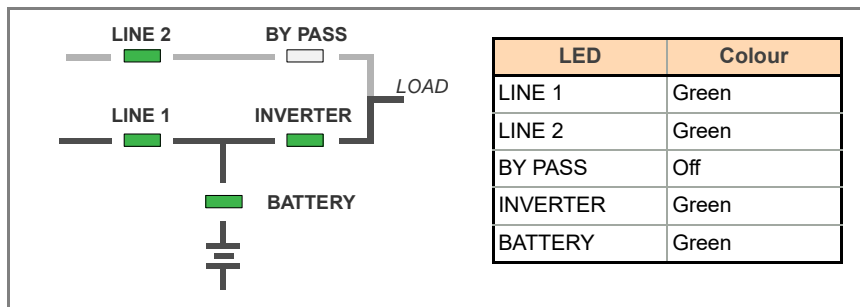 LINE 2 BY PASS
LOAD
LINE 1 INVERTER
BATTERY
LED Colour
LINE 1 Green
LINE 2 Green
BY PASS Off
INVERTER Green
BATTERY Green